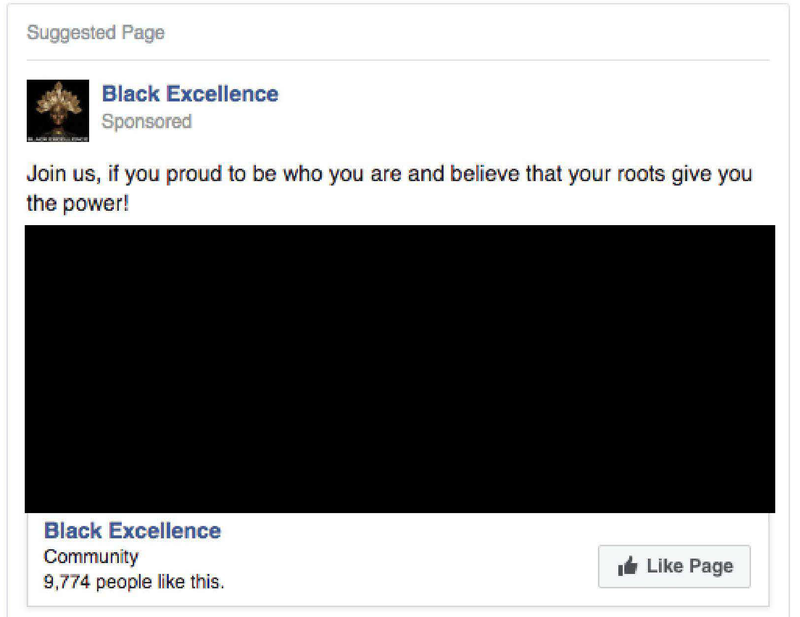 Suggested Page
Black Excellence
Sponsored
BLACK EXCELLENCE
Join us, if you proud to be who you are and believe that your roots give you
the power!
Black Excellence
Community
9,774 people like this.
Like Page